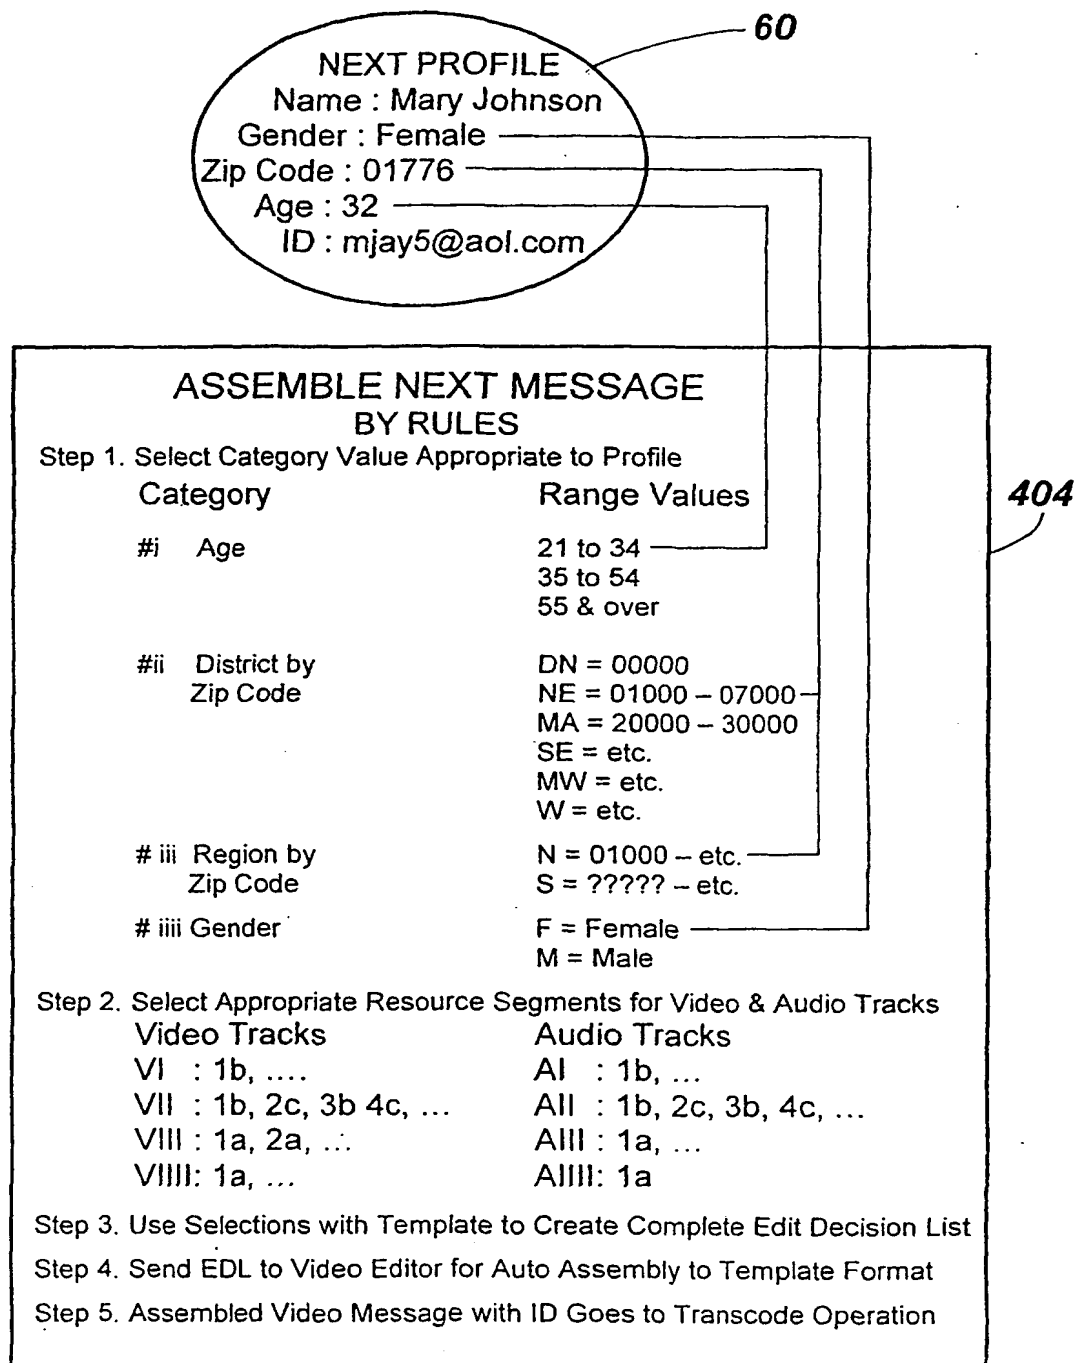 60
NEXT PROFILE
Name : Mary Johnson
Gender : Female
Zip Code : 01776
Age : 32
ID : mjay5@aol.com
ASSEMBLE NEXT MESSAGE
BY RULES
Step 1. Select Category Value Appropriate to Profile
Category Range Values
404
#i Age 21 to 34
35 to 54
55 & over
#ii District by DN = 00000
Zip Code NE = 01000 – 07000
MA = 20000 – 30000
SE = etc.
MW = etc.
W = etc.
# iii Region by N = 01000 – etc.
Zip Code S = ????? – etc.
# iiii Gender F = Female
M = Male
Step 2. Select Appropriate Resource Segments for Video & Audio Tracks
Video Tracks Audio Tracks
VI : 1b, .... AI : 1b, ...
VII : 1b, 2c, 3b 4c, ... AII : 1b, 2c, 3b, 4c, ...
VIII : 1a, 2a, ... AIII : 1a, ...
VIIII: 1a, ... AIIII: 1a
Step 3. Use Selections with Template to Create Complete Edit Decision List
Step 4. Send EDL to Video Editor for Auto Assembly to Template Format
Step 5. Assembled Video Message with ID Goes to Transcode Operation